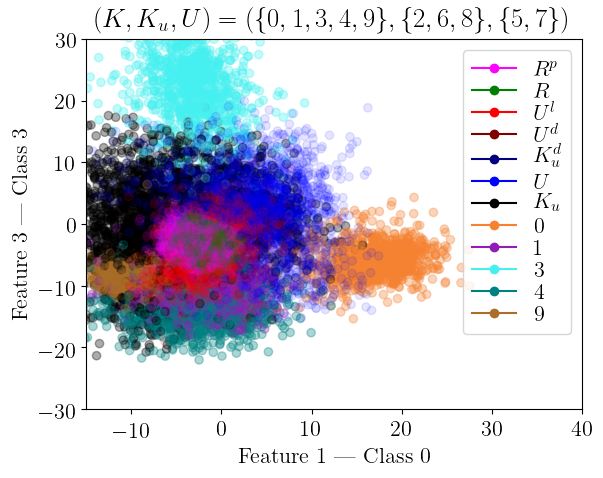 (K, K_u, U) = ({0, 1, 3, 4, 9}, {2, 6, 8}, {5, 7})
30
20
10
0
−10
−20
−30
Feature 3 — Class 3
R^p
R
U^l
U^d
K_u^d
U
K_u
0
1
3
4
9
−10
0
10
20
30
40
Feature 1 — Class 0